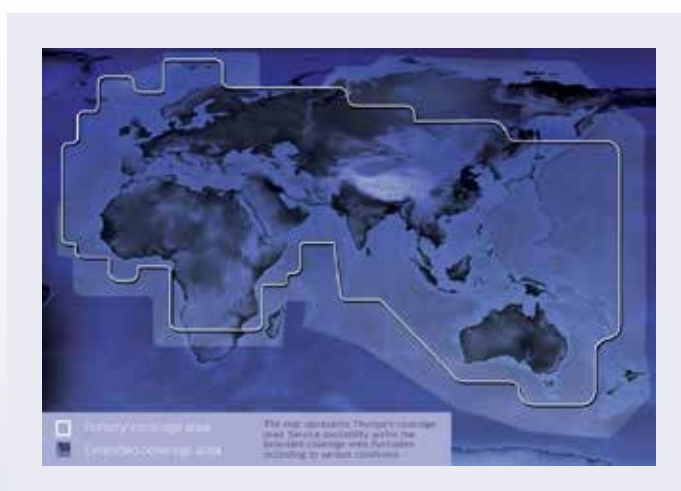 Primary coverage area
Extended coverage area
This map represents Thuraya's coverage
area. Service availability within the
extended coverage area fluctuates
according to various conditions.